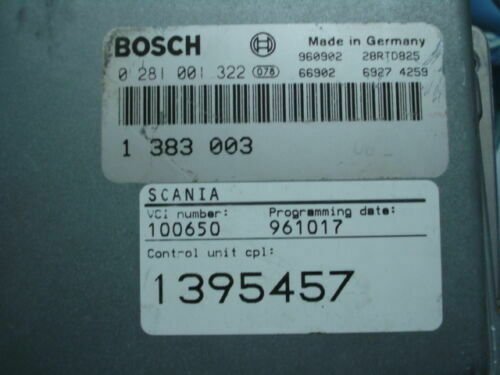 BOSCH Made in Germany
960902 28RTD825
0 281 001 322 078 66902 6927 4259
1 383 003
SCANIA
VCI number: Programming date:
100650 961017
Control unit cpl:
1395457